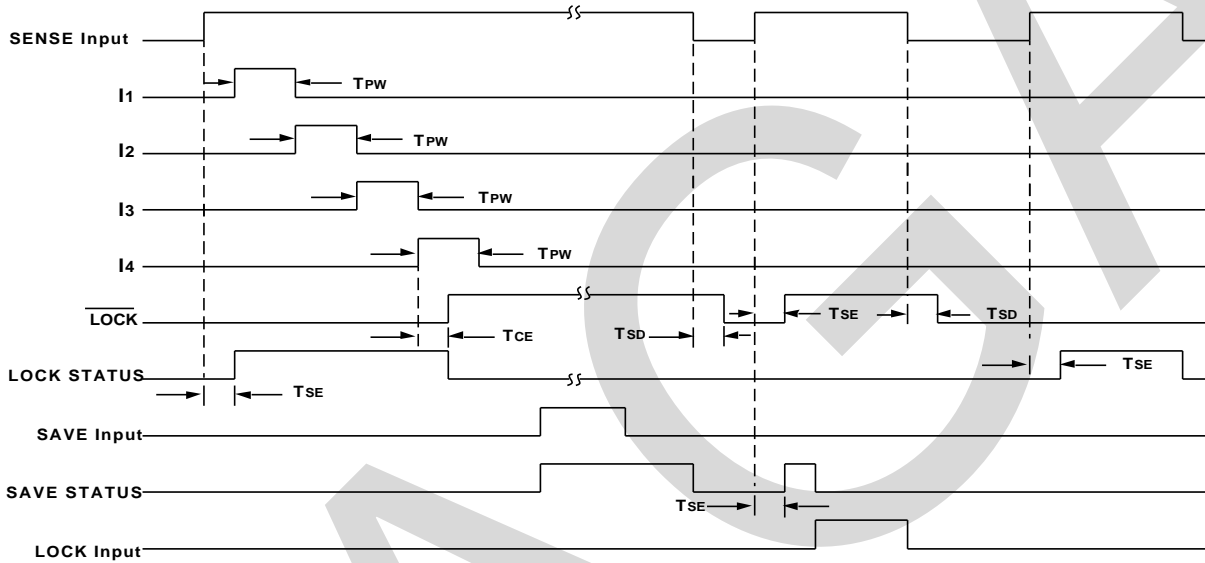 SENSE Input
I1 TPW
I2 TPW
I3 TPW
I4 TPW
LOCK TCE TSD TSE TSD
LOCK STATUS TSE TSE
SAVE Input
SAVE STATUS TSE
LOCK Input